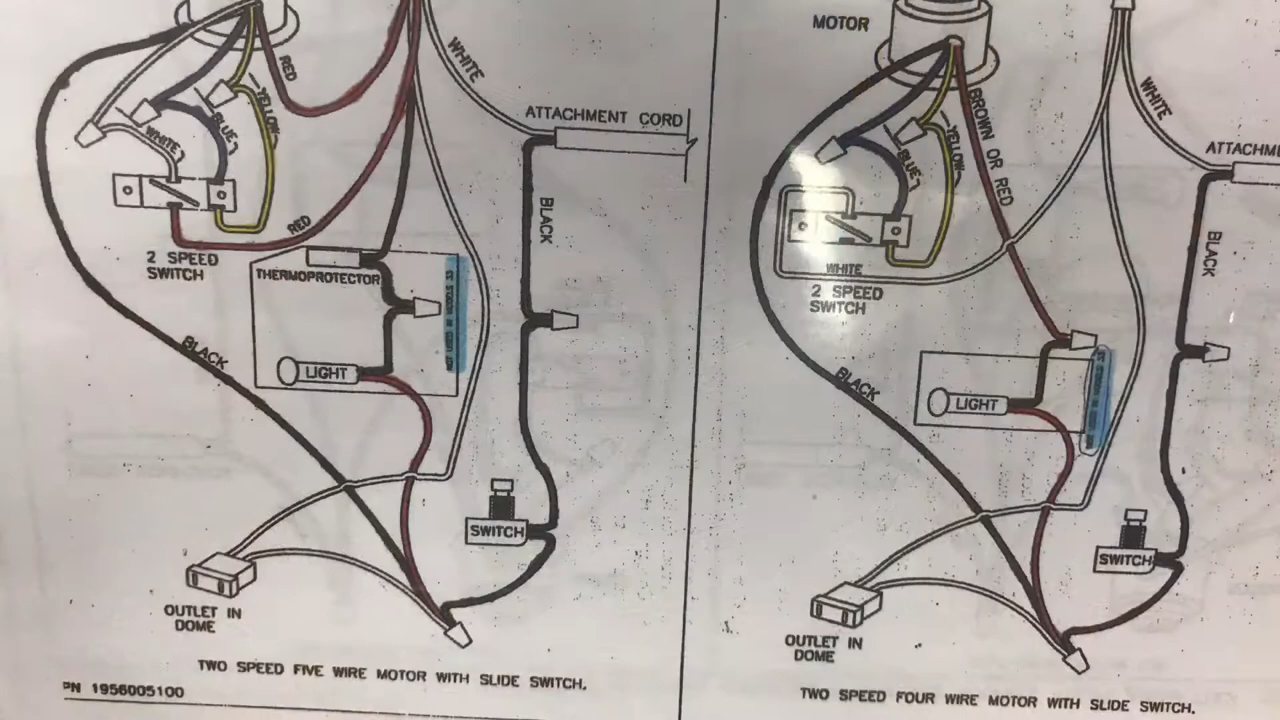 WHITE
RED
YELLOW
BLUE
WHITE
ATTACHMENT CORD
BLACK
RED
2 SPEED
SWITCH
THERMOPROTECTOR
LIGHT
BLACK
SWITCH
OUTLET IN
DOME
TWO SPEED FIVE WIRE MOTOR WITH SLIDE SWITCH.
PN 1956005100
MOTOR
WHITE
BROWN OR RED
YELLOW
BLUE
ATTACHME
BLACK
WHITE
2 SPEED
SWITCH
BLACK
LIGHT
SWITCH
OUTLET IN
DOME
TWO SPEED FOUR WIRE MOTOR WITH SLIDE SWITCH.